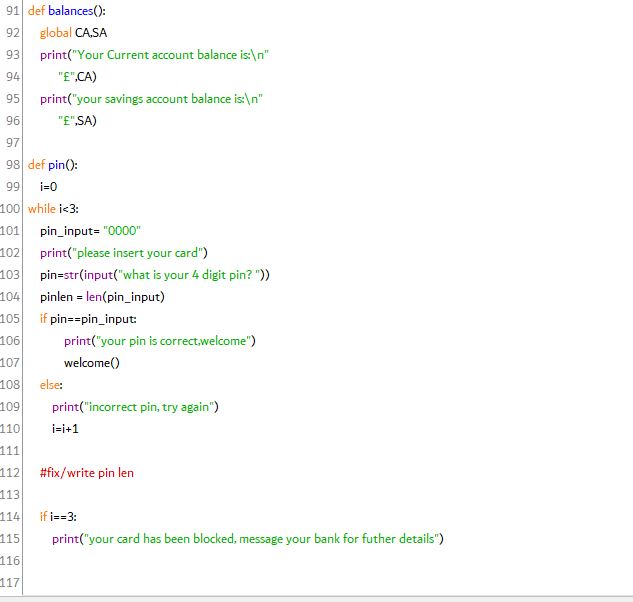 91 def balances():
92 global CA,SA
93 print("Your Current account balance is:\n"
94 "£",CA)
95 print("your savings account balance is:\n"
96 "£",SA)
97
98 def pin():
99 i=0
100 while i<3:
101 pin_input= "0000"
102 print("please insert your card")
103 pin=str(input("what is your 4 digit pin? "))
104 pinlen = len(pin_input)
105 if pin==pin_input:
106 print("your pin is correct,welcome")
107 welcome()
108 else:
109 print("incorrect pin, try again")
110 i=i+1
111
112 #fix/write pin len
113
114 if i==3:
115 print("your card has been blocked, message your bank for futher details")
116
117